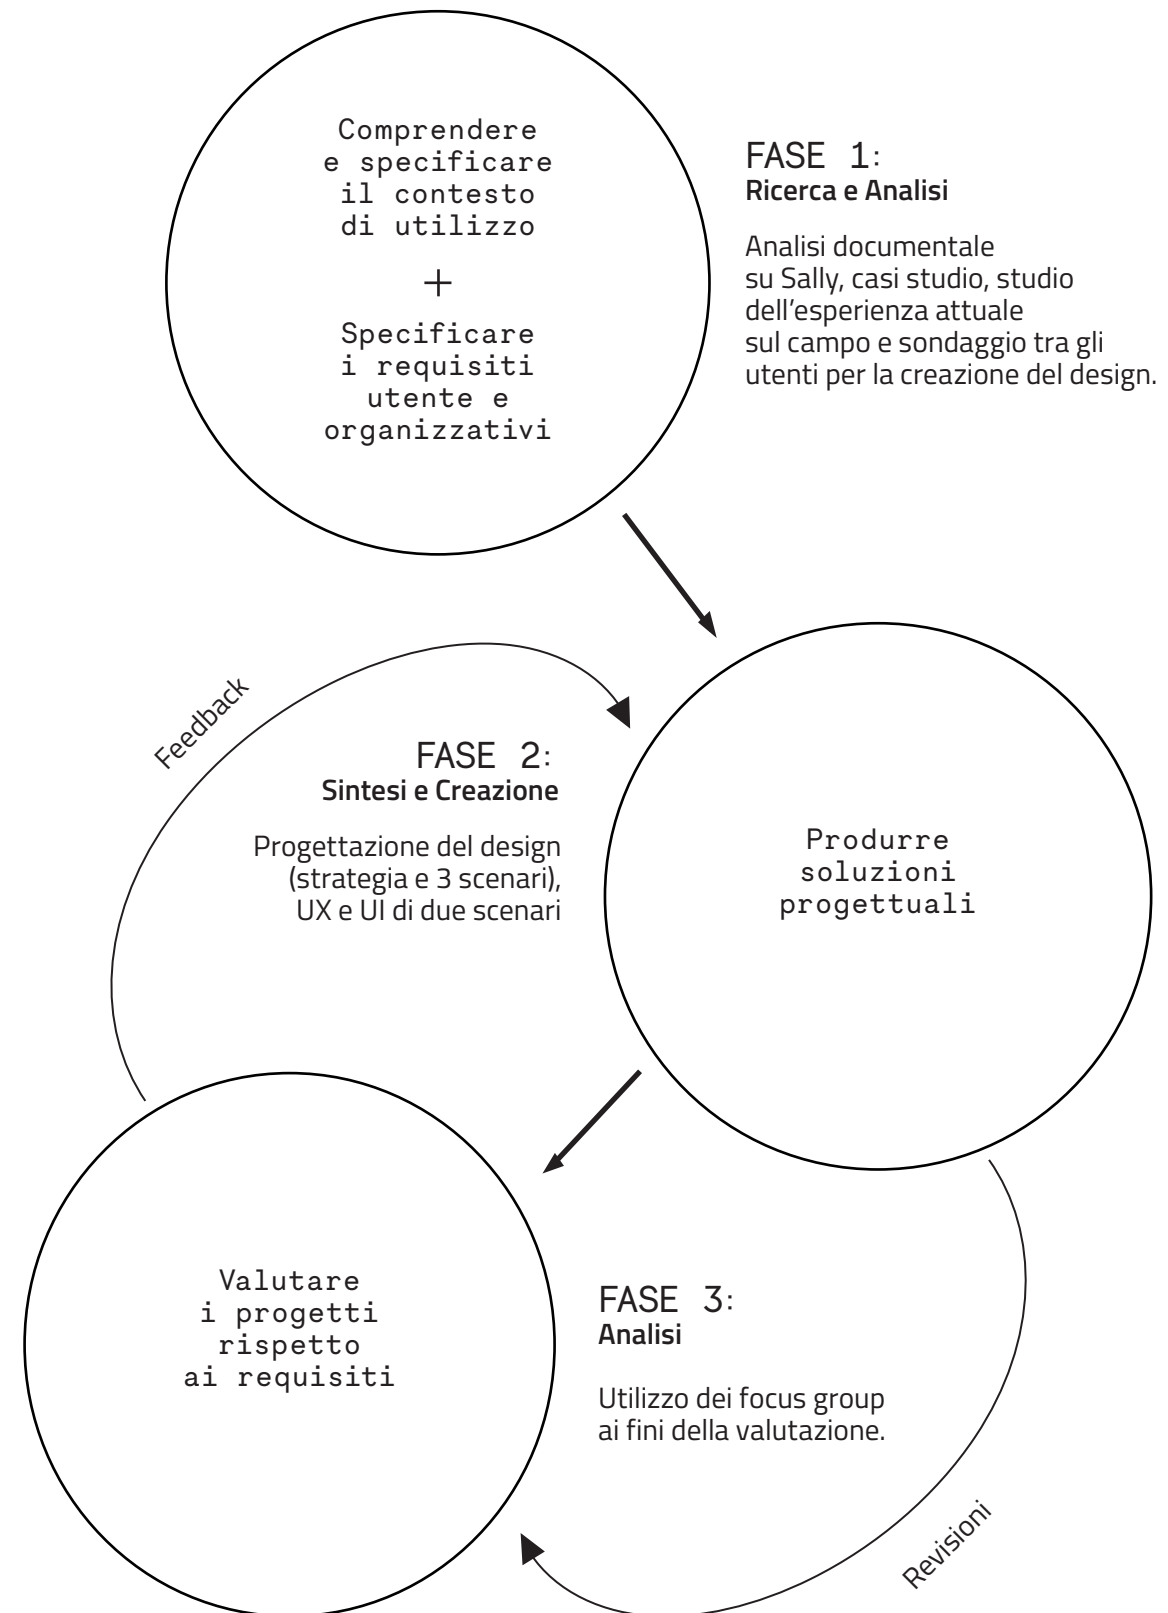 Comprendere
e specificare
il contesto
di utilizzo
+
Specificare
i requisiti
utente e
organizzativi
FASE 1:
Ricerca e Analisi
Analisi documentale
su Sally, casi studio, studio
dell’esperienza attuale
sul campo e sondaggio tra gli
utenti per la creazione del design.
Feedback
FASE 2:
Sintesi e Creazione
Progettazione del design
(strategia e 3 scenari),
UX e UI di due scenari
Produrre
soluzioni
progettuali
Valutare
i progetti
rispetto
ai requisiti
FASE 3:
Analisi
Utilizzo dei focus group
ai fini della valutazione.
Revisioni